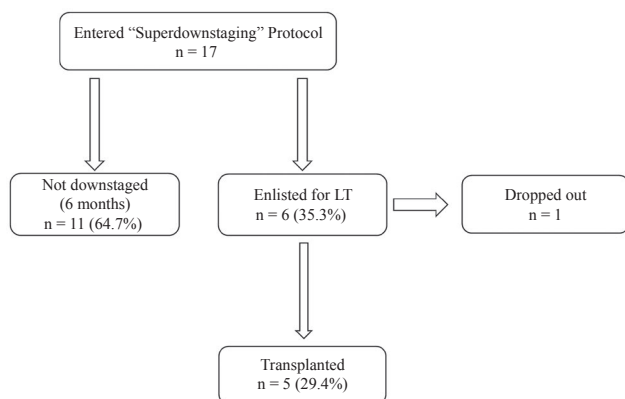 Entered “Superdownstaging” Protocol
n = 17
Not downstaged
(6 months)
n = 11 (64.7%)
Enlisted for LT
n = 6 (35.3%)
Dropped out
n = 1
Transplanted
n = 5 (29.4%)